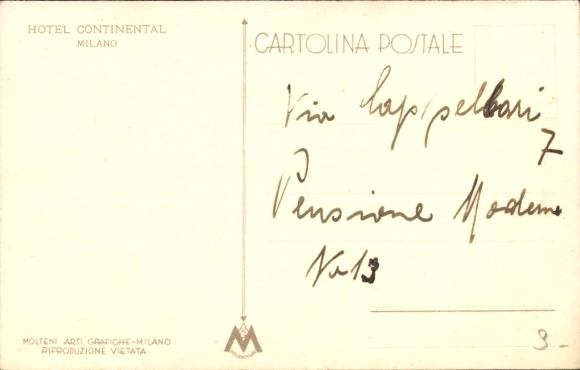 HOTEL CONTINENTAL
MILANO
CARTOLINA POSTALE
Via Cappellari
7
Pensione Moderna
No 13
MOLTENI ARTI GRAFICHE-MILANO
RIPRODUZIONE VIETATA
3-